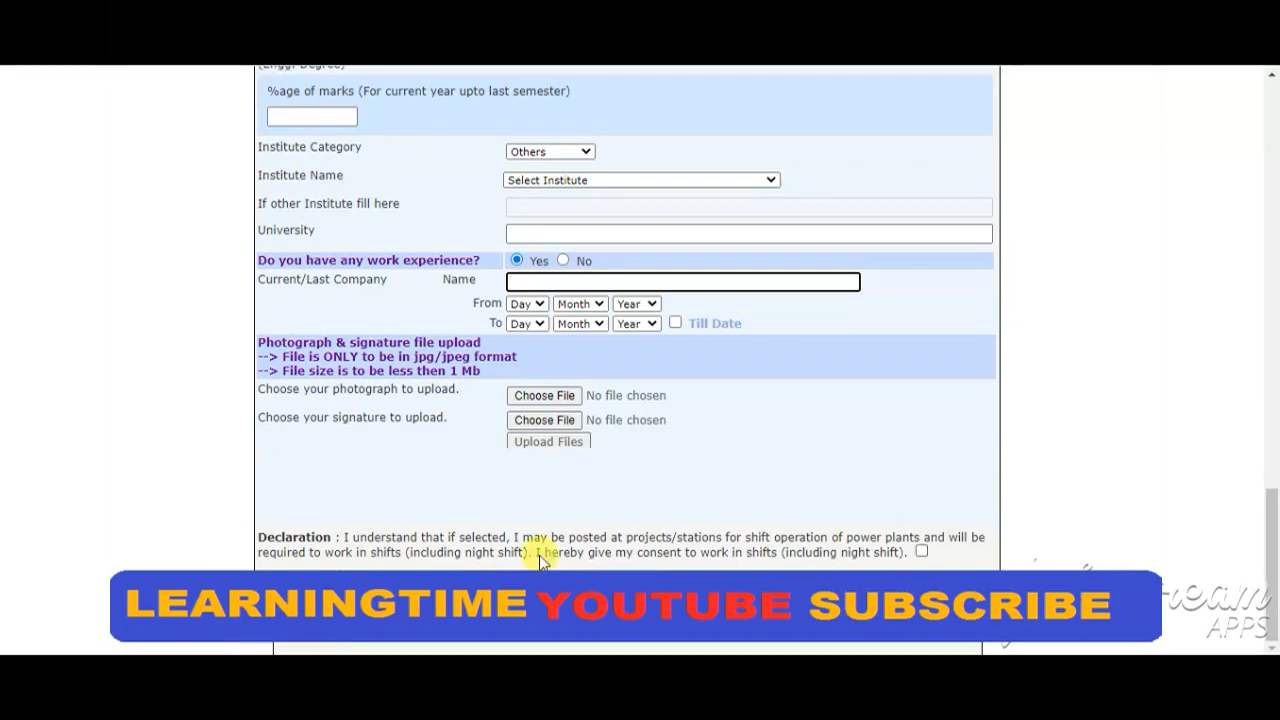 (Engg. Degree)
%age of marks (For current year upto last semester)
Institute Category Others
Institute Name Select Institute
If other Institute fill here
University
Do you have any work experience? Yes No
Current/Last Company Name
From Day Month Year
To Day Month Year Till Date
Photograph & signature file upload
--> File is ONLY to be in jpg/jpeg format
--> File size is to be less then 1 Mb
Choose your photograph to upload. Choose File No file chosen
Choose your signature to upload. Choose File No file chosen
Upload Files
Declaration : I understand that if selected, I may be posted at projects/stations for shift operation of power plants and will be
required to work in shifts (including night shift). I hereby give my consent to work in shifts (including night shift).
LEARNINGTIME YOUTUBE SUBSCRIBE
APPS